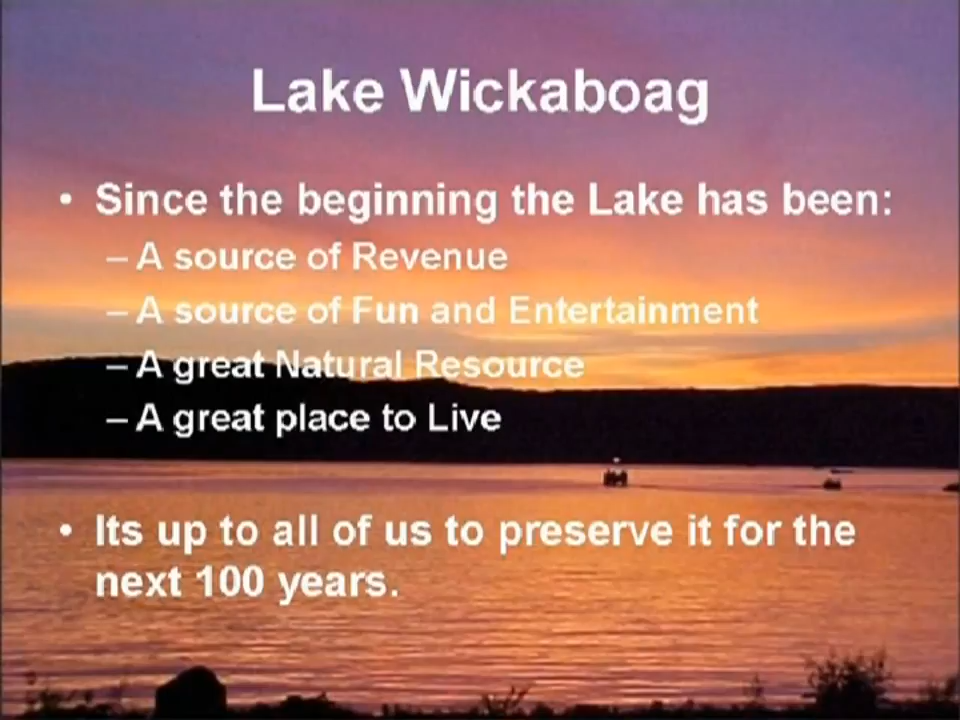 Lake Wickaboag
• Since the beginning the Lake has been:
– A source of Revenue
– A source of Fun and Entertainment
– A great Natural Resource
– A great place to Live
• Its up to all of us to preserve it for the
next 100 years.